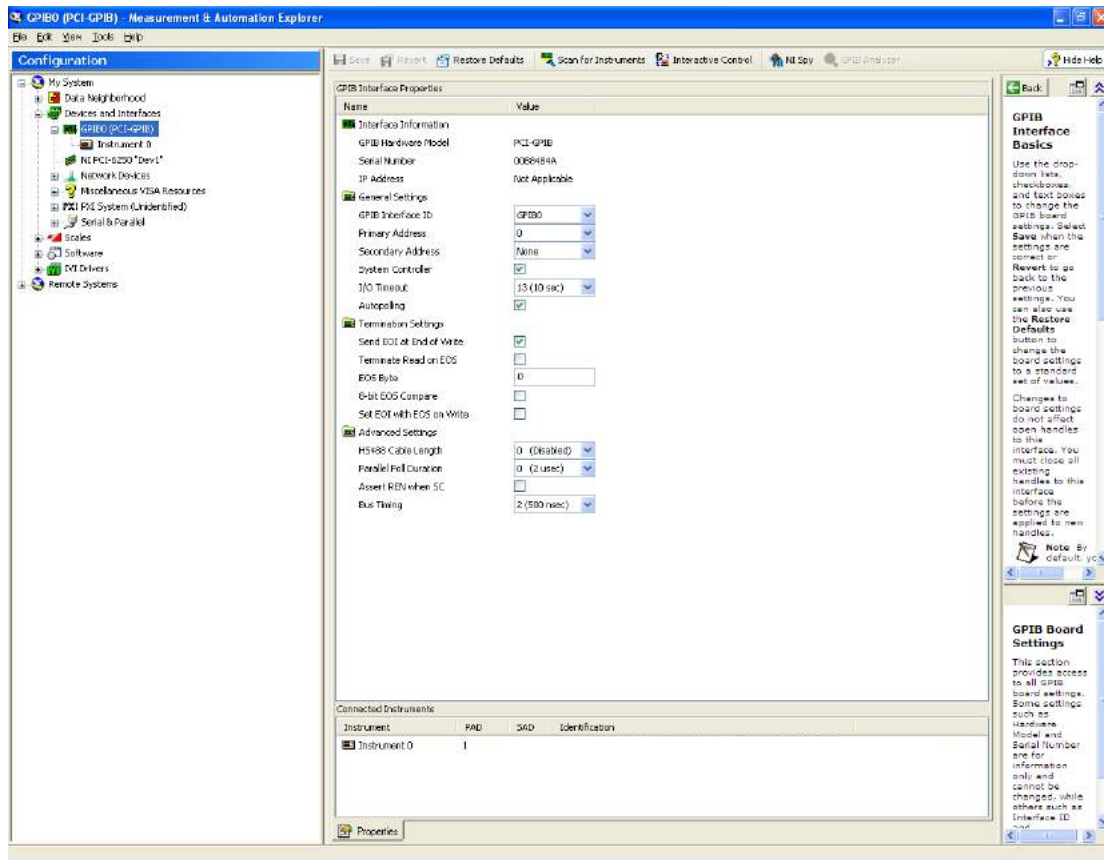 GPIB0 (PCI-GPIB) - Measurement & Automation Explorer
File Edit View Tools Help
Configuration
My System
Data Neighborhood
Devices and Interfaces
GPIB0 (PCI-GPIB)
Instrument 0
NI PCI-6250 "Dev1"
Network Devices
Miscellaneous VISA Resources
PXI PXI System (Unidentified)
Serial & Parallel
Scales
Software
IVI Drivers
Remote Systems
Save Revert Restore Defaults Scan for Instruments Interactive Control NI Spy GPIB Analyzer Hide Help
GPIB Interface Properties
Name Value
Interface Information
GPIB Hardware Model PCI-GPIB
Serial Number 00B8484A
IP Address Not Applicable
General Settings
GPIB Interface ID GPIB0
Primary Address 0
Secondary Address None
System Controller
I/O Timeout 13 (10 sec)
Autopolling
Termination Settings
Send EOI at End of Write
Terminate Read on EOS
EOS Byte 0
8-bit EOS Compare
Set EOI with EOS on Write
Advanced Settings
HS488 Cable Length 0 (Disabled)
Parallel Poll Duration 0 (2 usec)
Assert REN when SC
Bus Timing 2 (500 nsec)
Connected Instruments
Instrument PAD SAD Identification
Instrument 0 1
Properties
Back
GPIB
Interface
Basics
Use the drop-
down lists,
checkboxes,
and text boxes
to change the
GPIB board
settings. Select
Save when the
settings are
correct or
Revert to go
back to the
previous
settings. You
can also use
the Restore
Defaults
button to
change the
board settings
to a standard
set of values.
Changes to
board settings
do not affect
open handles
to this
interface. You
must close all
existing
handles to this
interface
before the
settings are
applied to new
handles.
Note By
default, yo
GPIB Board
Settings
This section
provides access
to all GPIB
board settings.
Some settings
such as
Hardware
Model and
Serial Number
are for
information
only and
cannot be
changed, while
others such as
Interface ID
and